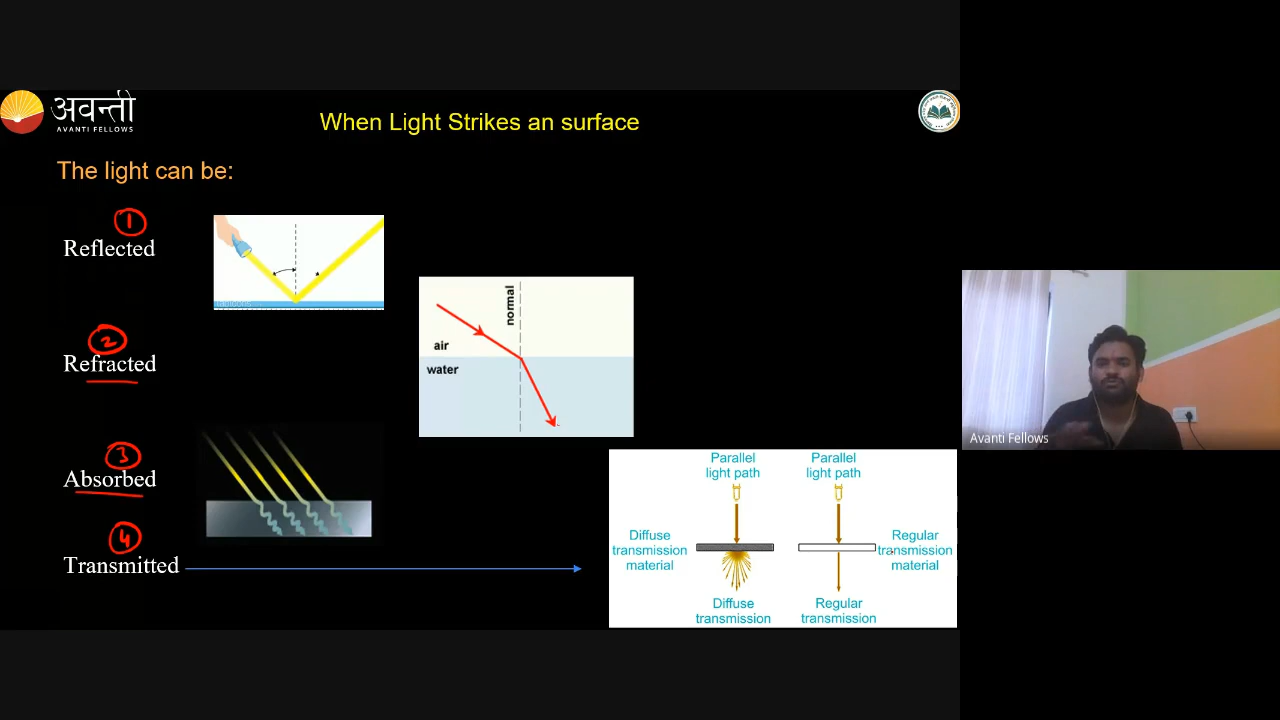 अवन्ती
AVANTI FELLOWS
When Light Strikes an surface
The light can be:
1
Reflected
2
Refracted
3
Absorbed
4
Transmitted
normal
air
water
Parallel
light path
Parallel
light path
Diffuse
transmission
material
Regular
transmission
material
Diffuse
transmission
Regular
transmission
Avanti Fellows